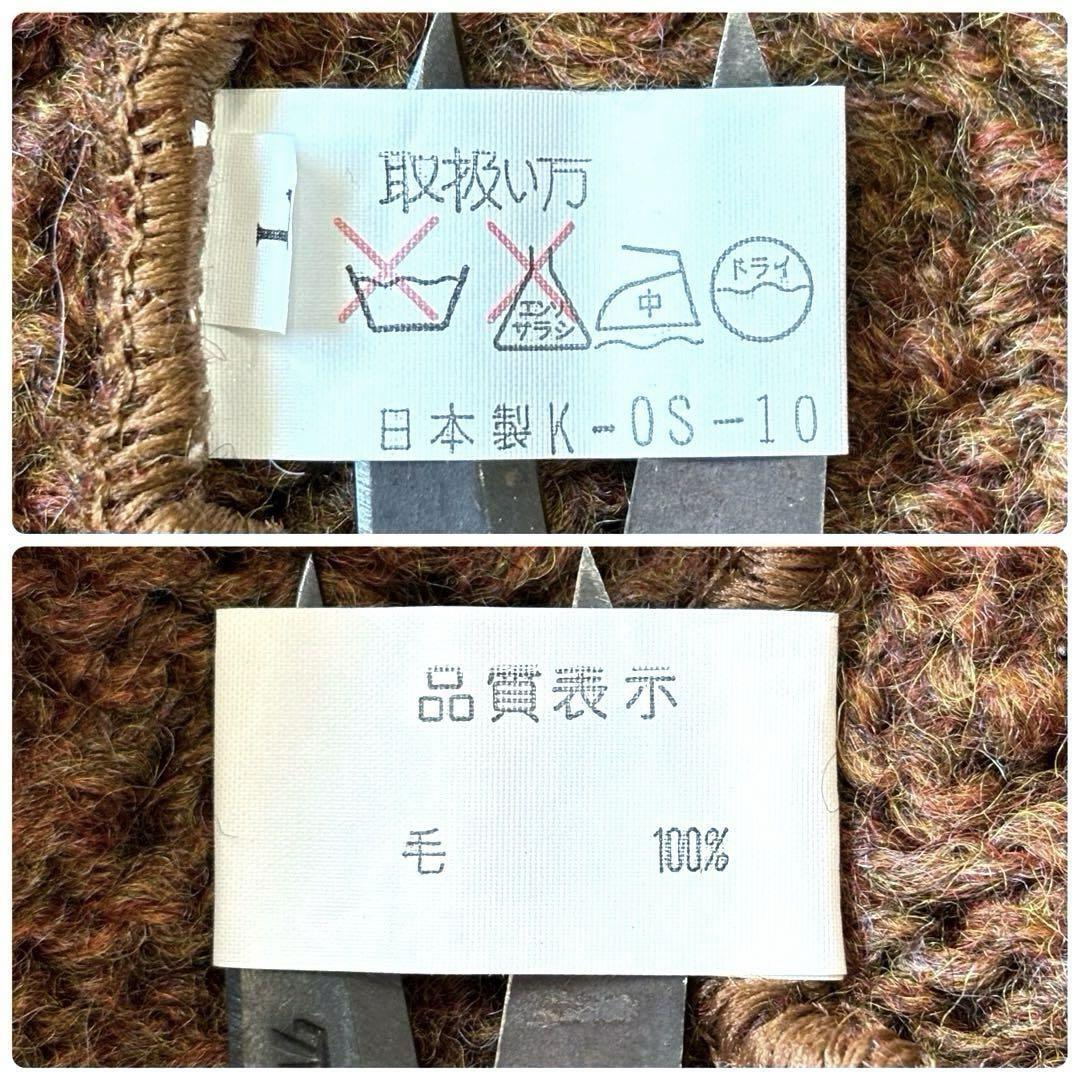 取扱い方
エンソ
サラシ
中
ドライ
日本製K-OS-10
品質表示
毛 100%